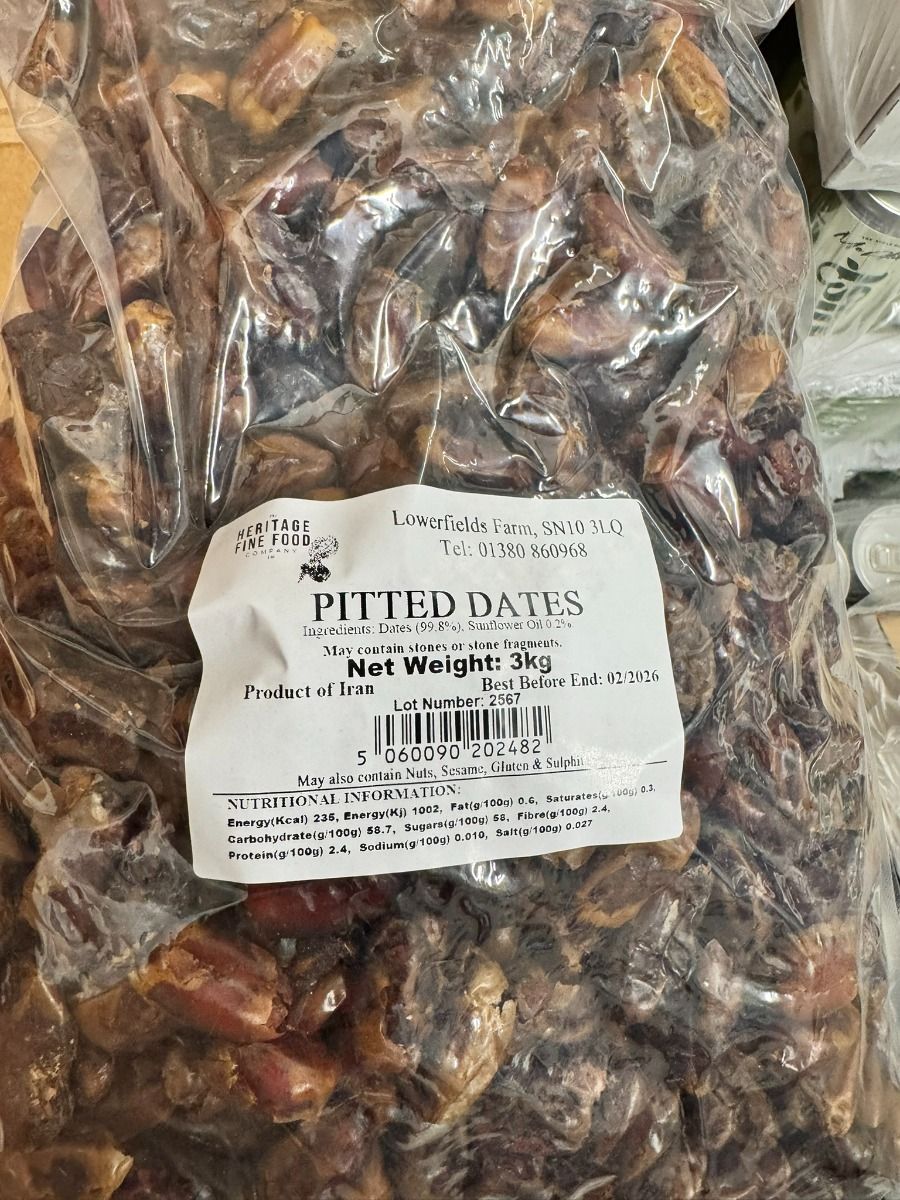 THE
HERITAGE
FINE FOOD
COMPANY
Lowerfields Farm, SN10 3LQ
Tel: 01380 860968
PITTED DATES
Ingredients: Dates (99.8%), Sunflower Oil 0.2%
May contain stones or stone fragments.
Net Weight: 3kg
Product of Iran
Best Before End: 02/2026
Lot Number: 2567
5 060090 202482
May also contain Nuts, Sesame, Gluten &
NUTRITIONAL INFORMATION:
Energy(Kcal) 235, Energy(Kj) 1002, Fat(g/100g) 0.6, Saturates(g/100g) 0.3,
Carbohydrate(g/100g) 58.7, Sugars(g/100g) 58, Fibre(g/100g) 2.4,
Protein(g/100g) 2.4, Sodium(g/100g) 0.010, Salt(g/100g) 0.027